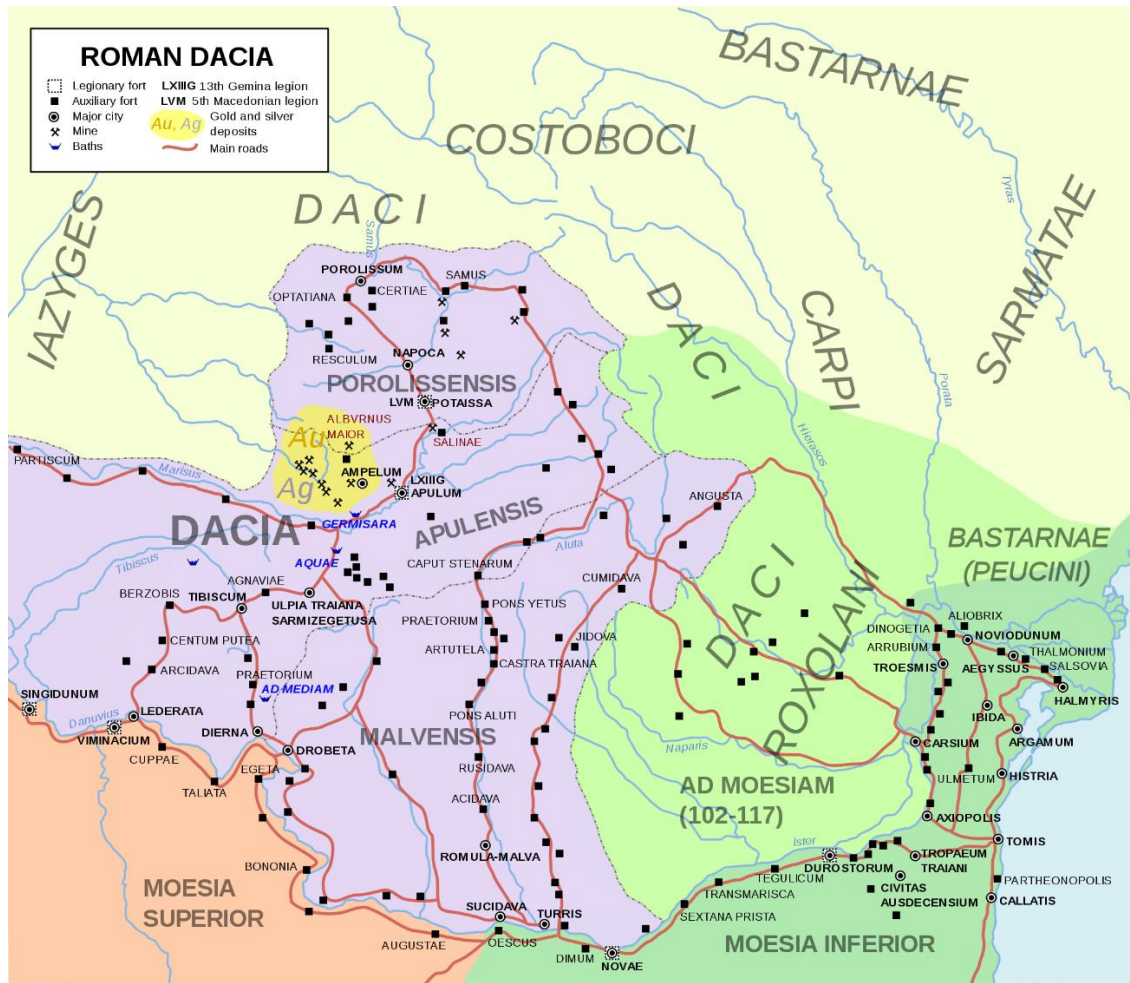 ROMAN DACIA
Legionary fort
Auxiliary fort
Major city
Mine
Baths
LXIIIG 13th Gemina legion
LVM 5th Macedonian legion
Au, Ag Gold and silver
deposits
Main roads
BASTARNAE
COSTOBOCI
Tyras
IAZYGES
DACI
Samus
SARMATAE
POROLISSUM
SAMUS
OPTATIANA
CERTIAE
DACI
CARPI
RESCULUM
NAPOCA
POROLISSENSIS
Porata
LVM POTAISSA
ALBVRNUS
MAIOR
Au
SALINAE
Hierasos
PARTISCUM
Marisus
AMPELUM
LXIIIG
APULUM
Ag
ANGUSTA
GERMISARA
DACIA
APULENSIS
AQUAE
Aluta
BASTARNAE
(PEUCINI)
Tibiscus
CAPUT STENARUM
CUMIDAVA
DACI
ROXOLANI
AGNAVIAE
BERZOBIS
TIBISCUM
ULPIA TRAIANA
SARMIZEGETUSA
PONS VETUS
PRAETORIUM
ALIOBRIX
DINOGETIA
NOVIODUNUM
CENTUM PUTEA
ARTUTELA
JIDOVA
ARRUBIUM
THALMONIUM
AEGYSSUS
SALSOVIA
ARCIDAVA
CASTRA TRAIANA
TROESMIS
PRAETORIUM
AD MEDIAM
HALMYRIS
SINGIDUNUM
Danuvius
LEDERATA
PONS ALUTI
IBIDA
VIMINACIUM
DIERNA
MALVENSIS
ARGAMUM
CUPPAE
DROBETA
Naparis
CARSIUM
EGETA
RUSIDAVA
HISTRIA
TALIATA
AD MOESIAM
(102-117)
ULMETUM
ACIDAVA
AXIOPOLIS
ROMULA-MALVA
Ister
TOMIS
DUROSTORUM
TROPAEUM
TRAIANI
BONONIA
TEGULICUM
PARTHEONOPOLIS
MOESIA
SUPERIOR
TRANSMARISCA
CIVITAS
AUSDECENSIUM
CALLATIS
SUCIDAVA
TURRIS
SEXTANA PRISTA
AUGUSTAE
OESCUS
DIMUM
MOESIA INFERIOR
NOVAE